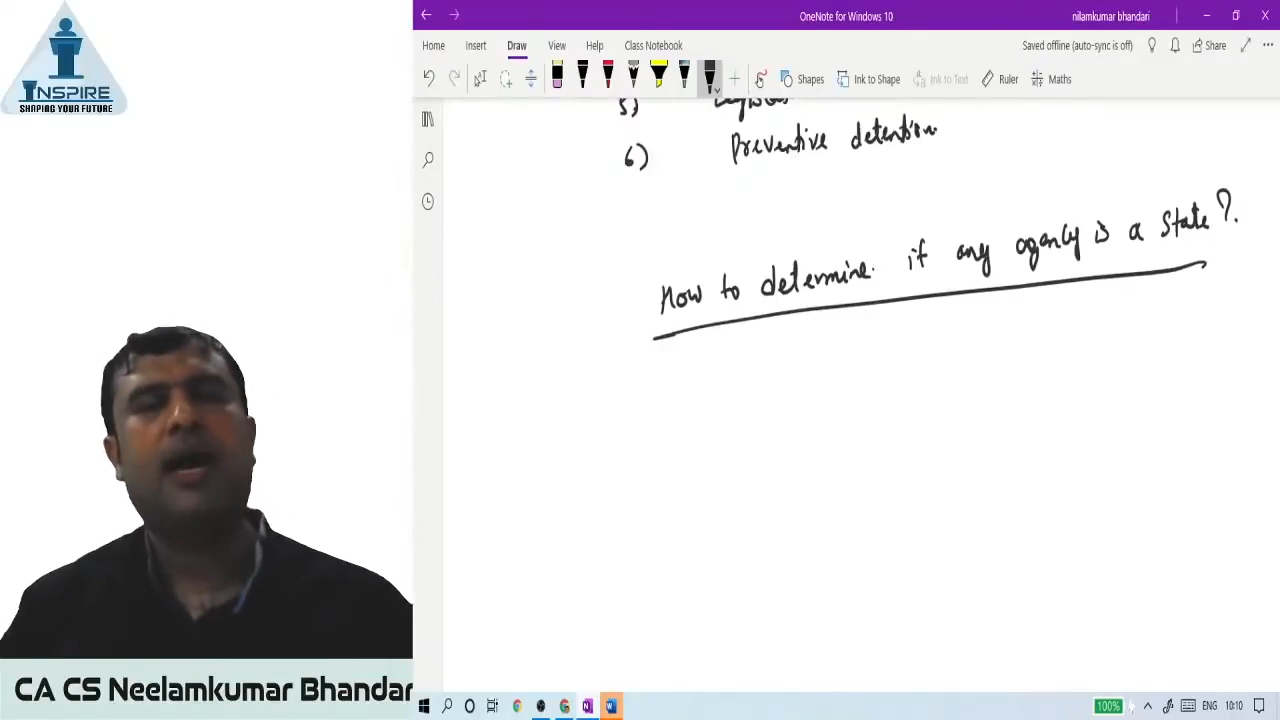 INSPIRE
SHAPING YOUR FUTURE
OneNote for Windows 10
nilamkumar bhandari
Home Insert Draw View Help Class Notebook
Saved offline (auto-sync is off) Share
Shapes Ink to Shape Ink to Text Ruler Maths
5)
6) Preventive detention
How to determine if any agency is a State?
CA CS Neelamkumar Bhandar
100% ENG 18:10